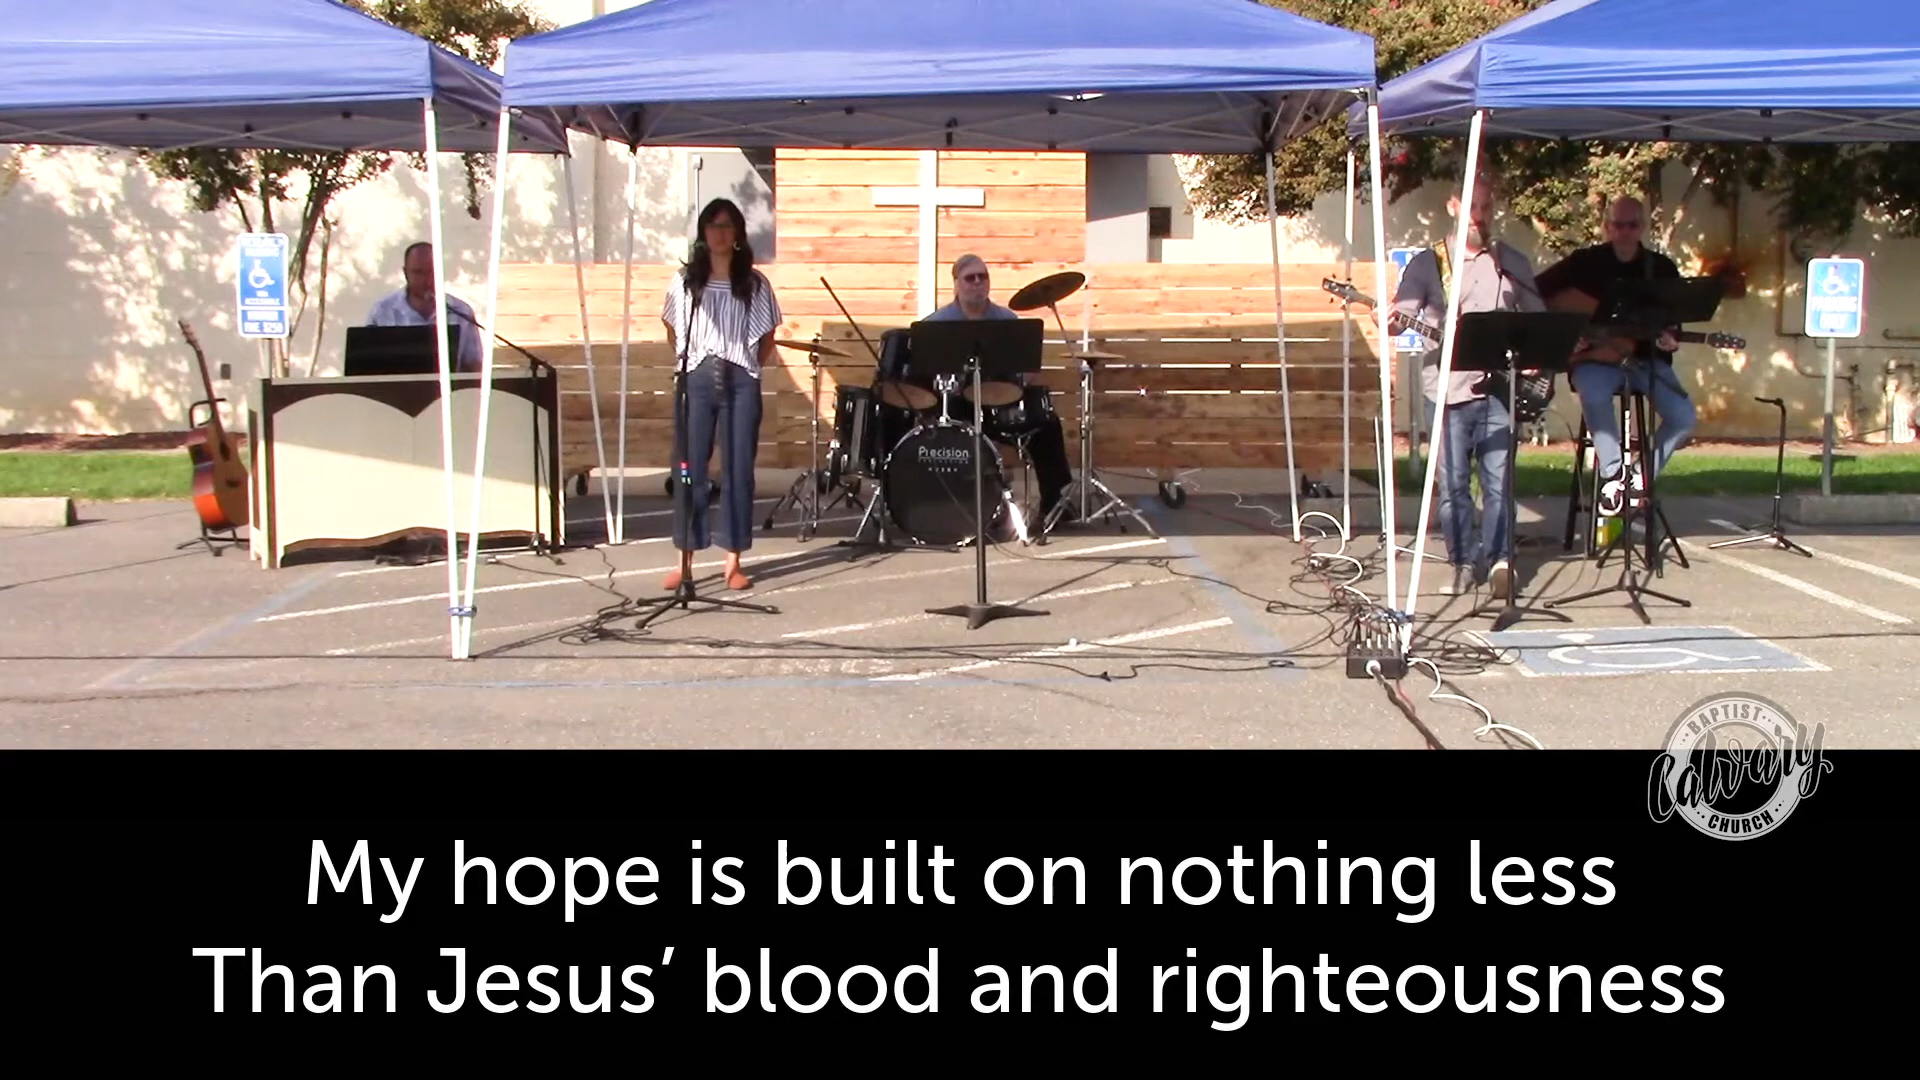 Precision
BAPTIST
Calvary
CHURCH
My hope is built on nothing less
Than Jesus’ blood and righteousness